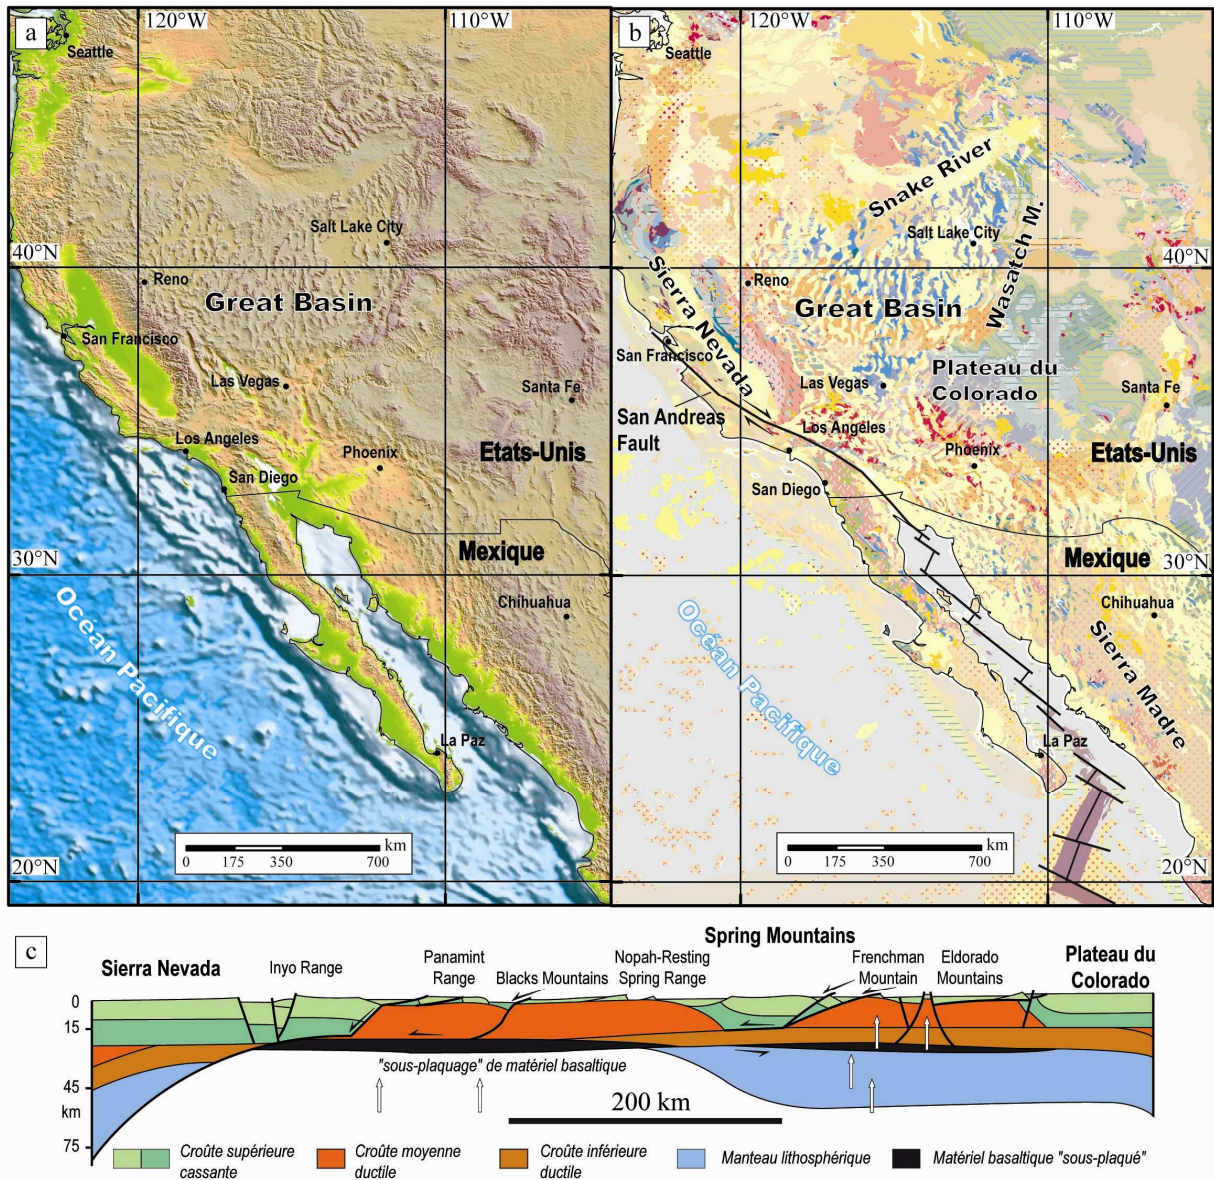 a
120°W
110°W
Seattle
Salt Lake City
40°N
Reno
Great Basin
San Francisco
Las Vegas
Santa Fe
Los Angeles
Phoenix
Etats-Unis
San Diego
Mexique
30°N
Océan Pacifique
Chihuahua
La Paz
km
0
175
350
700
20°N
b
120°W
110°W
Seattle
Snake River
Salt Lake City
Wasatch M.
40°N
Sierra Nevada
Reno
Great Basin
San Francisco
Las Vegas
Plateau du
Colorado
Santa Fe
San Andreas
Fault
Los Angeles
Phoenix
Etats-Unis
San Diego
Mexique
30°N
Océan Pacifique
Chihuahua
Sierra Madre
La Paz
km
0
175
350
700
20°N
c
Sierra Nevada
Inyo Range
Panamint
Range
Blacks Mountains
Nopah-Resting
Spring Range
Spring Mountains
Frenchman
Mountain
Eldorado
Mountains
Plateau du
Colorado
0
15
45
km
75
"sous-plaquage" de matériel basaltique
200 km
Croûte supérieure
cassante
Croûte moyenne
ductile
Croûte inférieure
ductile
Manteau lithosphérique
Matériel basaltique "sous-plaqué"